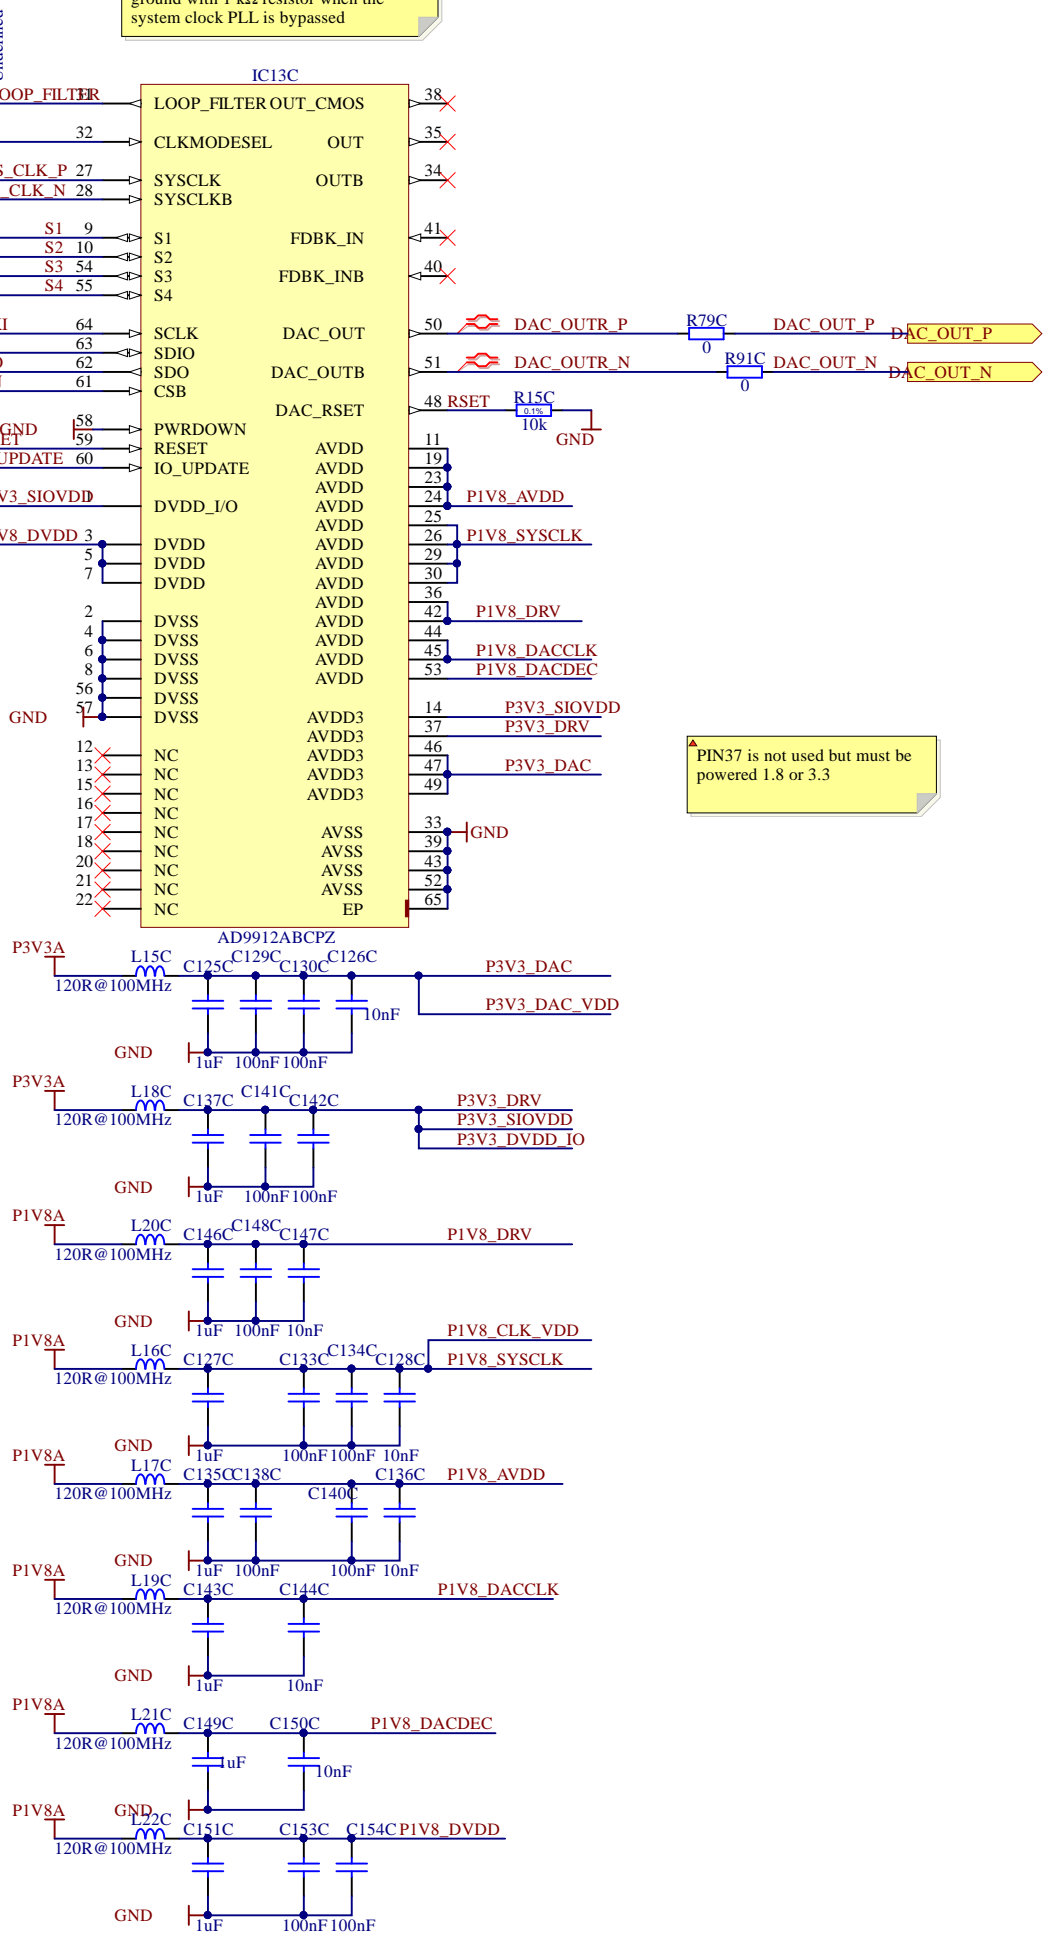 ground with 1 kΩ resistor when the
system clock PLL is bypassed
IC13C
LOOP_FILTER 31 LOOP_FILTER OUT_CMOS 38
32 CLKMODESEL OUT 35
S_CLK_P 27 SYSCLK OUTB 34
_CLK_N 28 SYSCLKB
S1 9 S1 FDBK_IN 41
S2 10 S2
S3 54 S3 FDBK_INB 40
S4 55 S4
64 SCLK DAC_OUT 50 DAC_OUTR_P R79C 0 DAC_OUT_P DAC_OUT_P
63 SDIO
62 SDO DAC_OUTB 51 DAC_OUTR_N R91C 0 DAC_OUT_N DAC_OUT_N
61 CSB
DAC_RSET 48 RSET R15C 0.1% 10k GND
GND 58 PWRDOWN
ET 59 RESET AVDD 11
UPDATE 60 IO_UPDATE AVDD 19
AVDD 23
V3_SIOVDD 1 DVDD_I/O AVDD 24 P1V8_AVDD
AVDD 25
V8_DVDD 3 DVDD AVDD 26 P1V8_SYSCLK
5 DVDD AVDD 29
7 DVDD AVDD 30
AVDD 36
2 DVSS AVDD 42 P1V8_DRV
4 DVSS AVDD 44
6 DVSS AVDD 45 P1V8_DACCLK
8 DVSS AVDD 53 P1V8_DACDEC
56 DVSS
GND 57 DVSS AVDD3 14 P3V3_SIOVDD
AVDD3 37 P3V3_DRV
12 NC AVDD3 46
13 NC AVDD3 47 P3V3_DAC
15 NC AVDD3 49
16 NC
17 NC AVSS 33 GND
18 NC AVSS 39
20 NC AVSS 43
21 NC AVSS 52
22 NC EP 65
AD9912ABCPZ
PIN37 is not used but must be
powered 1.8 or 3.3
P3V3A L15C C125C C129C C130C C126C P3V3_DAC
120R@100MHz 10nF P3V3_DAC_VDD
GND 1uF 100nF 100nF
P3V3A L18C C137C C141C C142C P3V3_DRV
120R@100MHz P3V3_SIOVDD
P3V3_DVDD_IO
GND 1uF 100nF 100nF
P1V8A L20C C146C C148C C147C P1V8_DRV
120R@100MHz
GND 1uF 100nF 10nF
P1V8_CLK_VDD
P1V8A L16C C127C C133C C134C C128C P1V8_SYSCLK
120R@100MHz
GND 1uF 100nF 100nF 10nF
P1V8A L17C C135C C138C C140C C136C P1V8_AVDD
120R@100MHz
GND 1uF 100nF 100nF 10nF
P1V8A L19C C143C C144C P1V8_DACCLK
120R@100MHz
GND 1uF 10nF
P1V8A L21C C149C C150C P1V8_DACDEC
120R@100MHz 1uF 10nF
GND
P1V8A L22C C151C C153C C154C P1V8_DVDD
120R@100MHz
GND 1uF 100nF 100nF